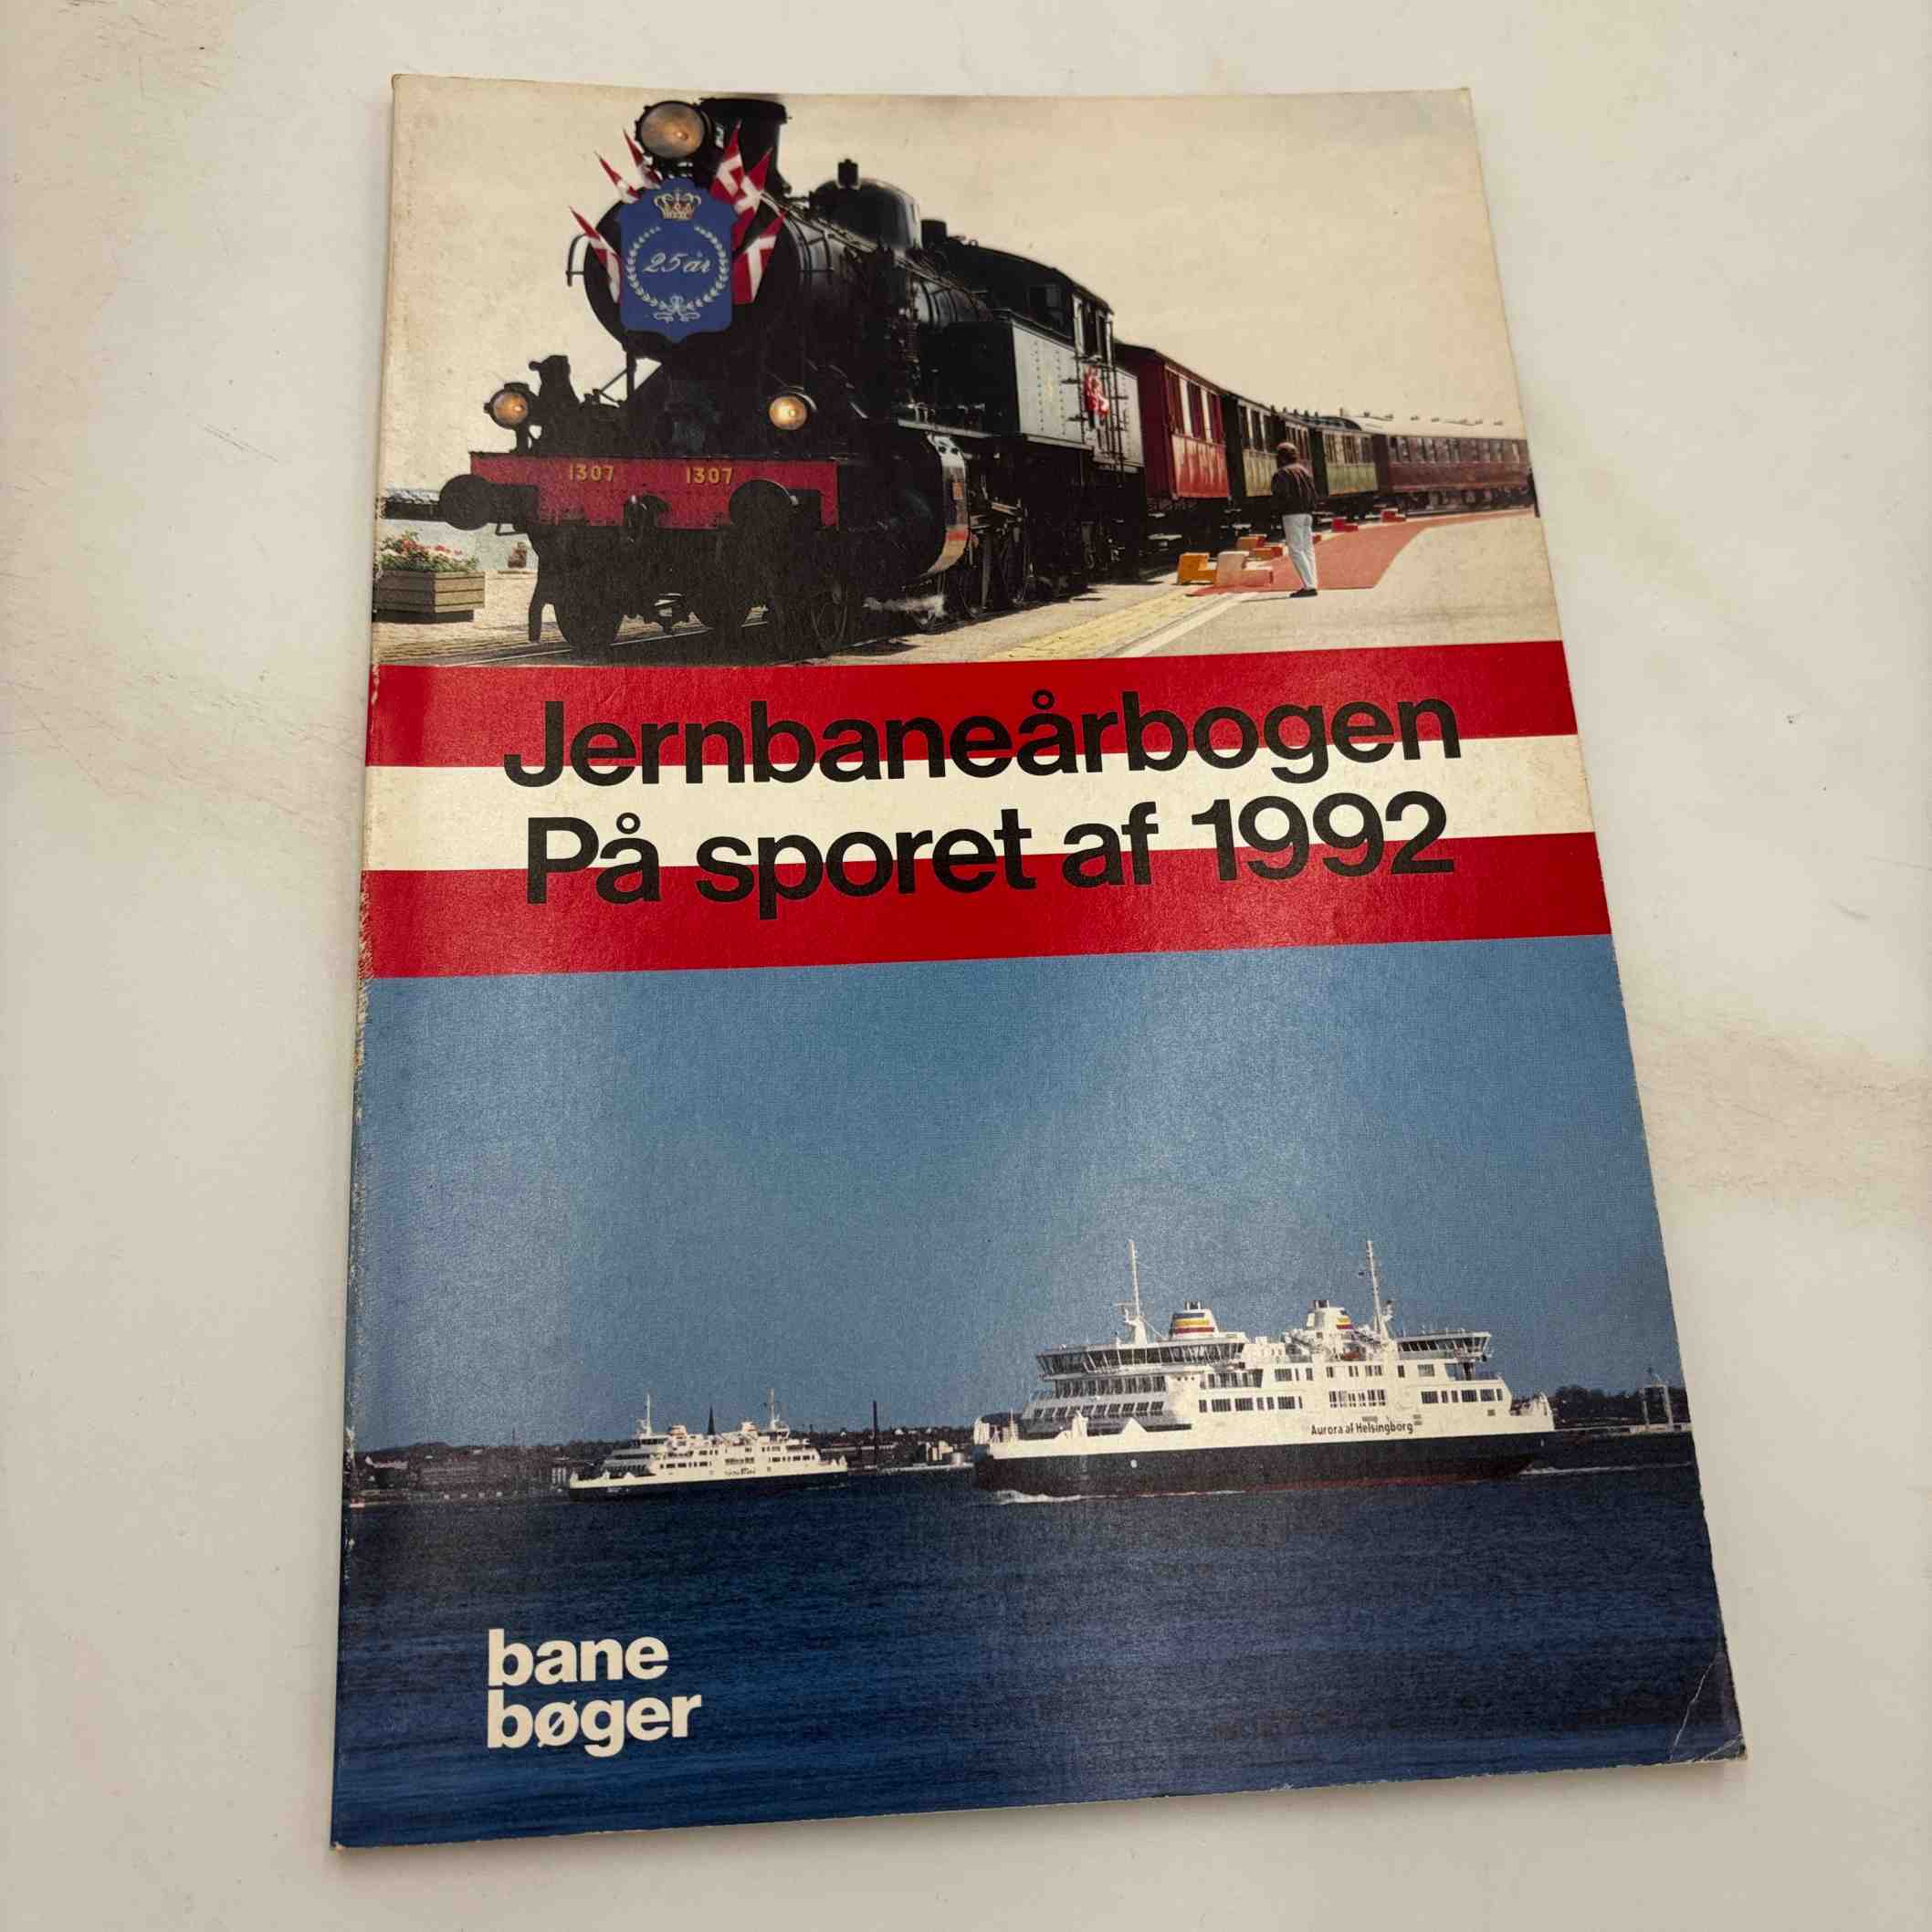 25 år
1307 1307
Jernbaneårbogen
På sporet af 1992
Aurora af Helsingborg
bane
bøger